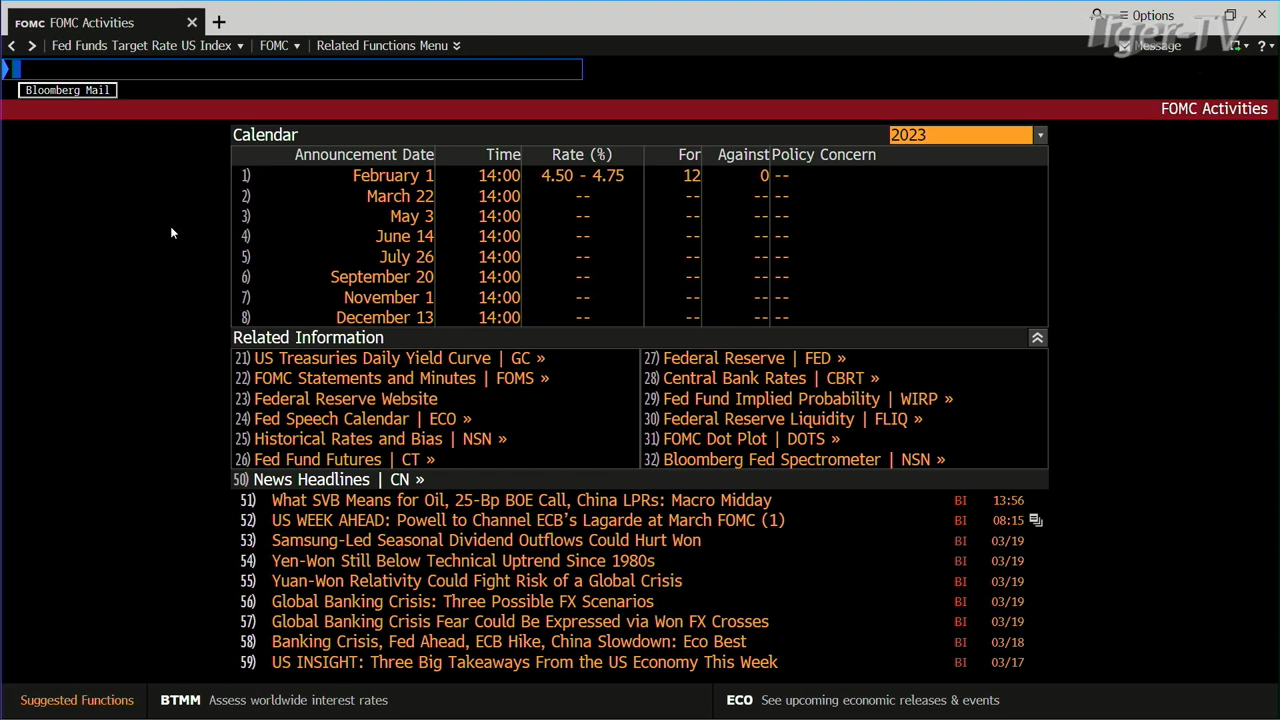 FOMC FOMC Activities
Options
Fed Funds Target Rate US Index FOMC Related Functions Menu Message ?
Tiger-TV
Bloomberg Mail
FOMC Activities
Calendar 2023
Announcement Date Time Rate (%) For Against Policy Concern
1) February 1 14:00 4.50 - 4.75 12 0 --
2) March 22 14:00 -- -- -- --
3) May 3 14:00 -- -- -- --
4) June 14 14:00 -- -- -- --
5) July 26 14:00 -- -- -- --
6) September 20 14:00 -- -- -- --
7) November 1 14:00 -- -- -- --
8) December 13 14:00 -- -- -- --
Related Information
21) US Treasuries Daily Yield Curve | GC » 27) Federal Reserve | FED »
22) FOMC Statements and Minutes | FOMS » 28) Central Bank Rates | CBRT »
23) Federal Reserve Website 29) Fed Fund Implied Probability | WIRP »
24) Fed Speech Calendar | ECO » 30) Federal Reserve Liquidity | FLIQ »
25) Historical Rates and Bias | NSN » 31) FOMC Dot Plot | DOTS »
26) Fed Fund Futures | CT » 32) Bloomberg Fed Spectrometer | NSN »
50) News Headlines | CN »
51) What SVB Means for Oil, 25-Bp BOE Call, China LPRs: Macro Midday BI 13:56
52) US WEEK AHEAD: Powell to Channel ECB's Lagarde at March FOMC (1) BI 08:15
53) Samsung-Led Seasonal Dividend Outflows Could Hurt Won BI 03/19
54) Yen-Won Still Below Technical Uptrend Since 1980s BI 03/19
55) Yuan-Won Relativity Could Fight Risk of a Global Crisis BI 03/19
56) Global Banking Crisis: Three Possible FX Scenarios BI 03/19
57) Global Banking Crisis Fear Could Be Expressed via Won FX Crosses BI 03/19
58) Banking Crisis, Fed Ahead, ECB Hike, China Slowdown: Eco Best BI 03/18
59) US INSIGHT: Three Big Takeaways From the US Economy This Week BI 03/17
Suggested Functions BTMM Assess worldwide interest rates ECO See upcoming economic releases & events